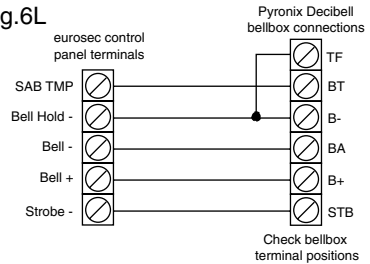 g.6L
eurosec control
panel terminals
Pyronix Decibell
bellbox connections
TF
SAB TMP
BT
Bell Hold -
B-
Bell -
BA
Bell +
B+
Strobe -
STB
Check bellbox
terminal positions